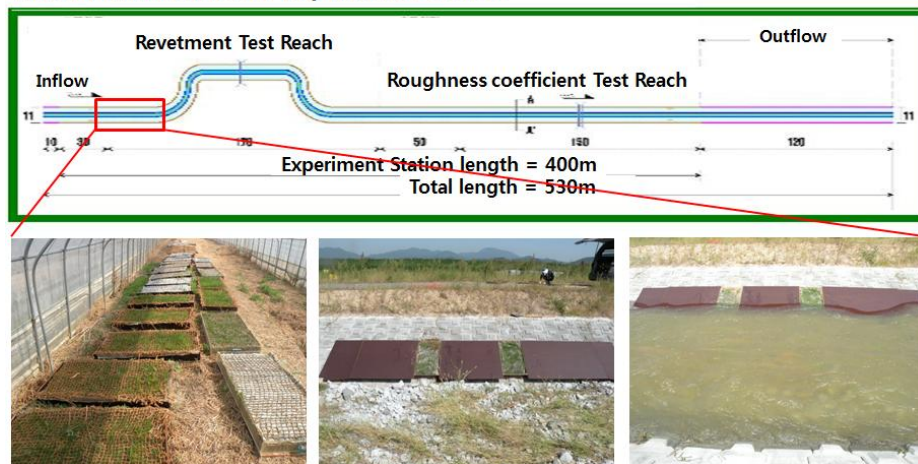 Outflow
Revetment Test Reach
Inflow
Roughness coefficient Test Reach
A
11
11
A'
10
30
170
50
150
120
Experiment Station length = 400m
Total length = 530m